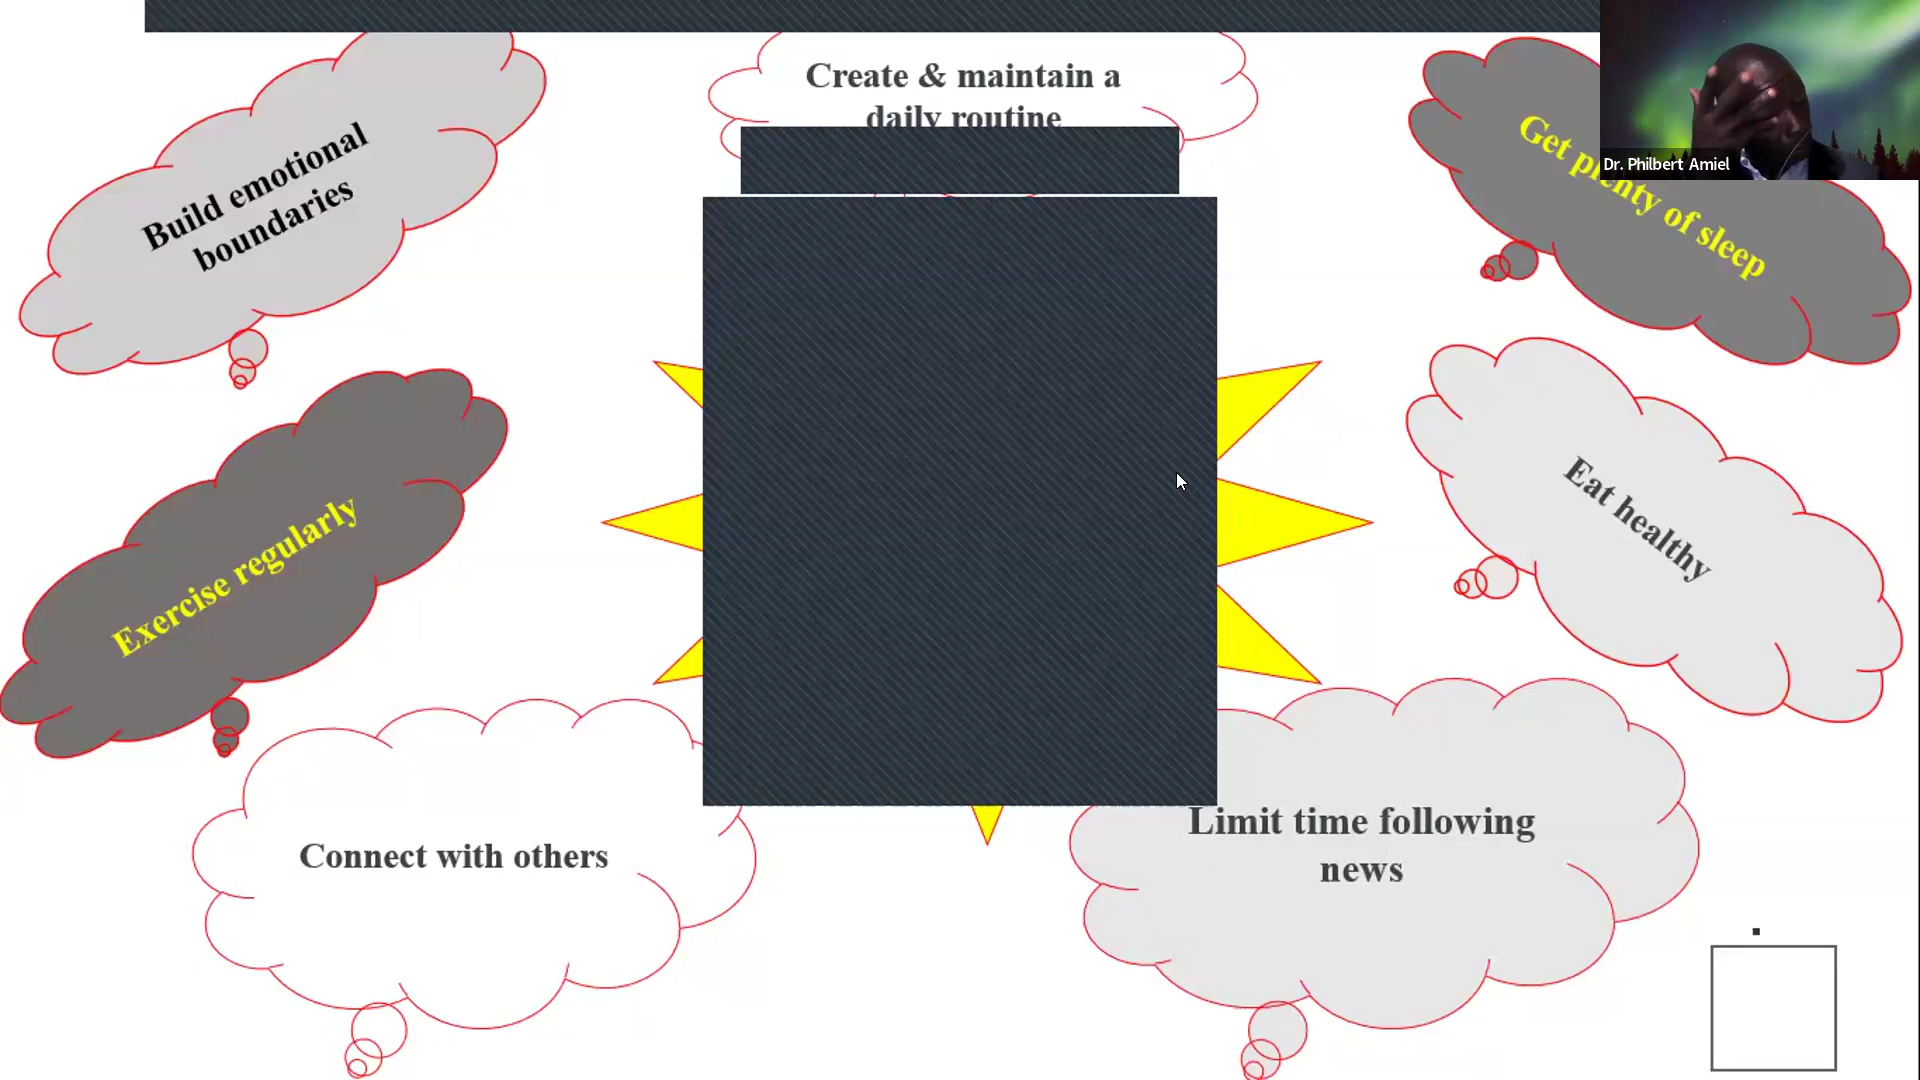 Create & maintain a
daily routine
Build emotional
boundaries
Get plenty of sleep
Dr. Philbert Amiel
Exercise regularly
Eat healthy
Connect with others
Limit time following
news